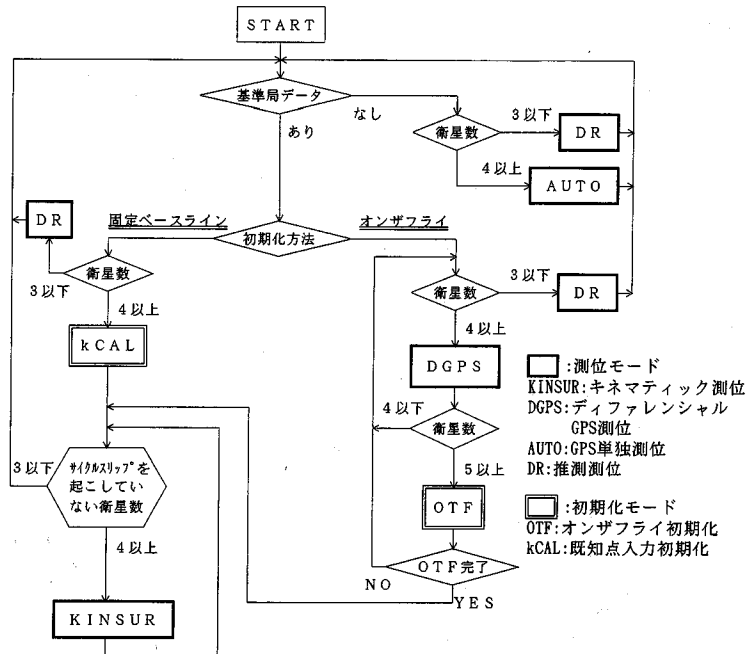 START
基準局データ
なし
あり
衛星数
3以下
DR
4以上
AUTO
固定ベースライン
オンザフライ
初期化方法
DR
衛星数
3以下
4以上
kCAL
衛星数
3以下
DR
4以上
DGPS
4以下
衛星数
5以上
OTF
OTF完了
NO
YES
3以下
サイクルスリップを
起こしてい
ない衛星数
4以上
KINSUR
:測位モード
KINSUR:キネマティック測位
DGPS:ディファレンシャル
GPS測位
AUTO:GPS単独測位
DR:推測測位
:初期化モード
OTF:オンザフライ初期化
kCAL:既知点入力初期化